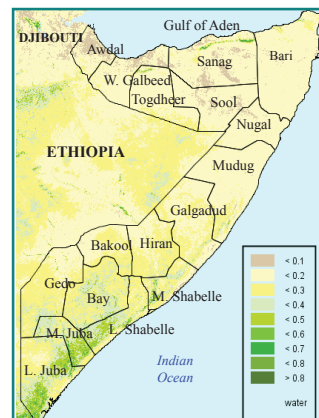 Gulf of Aden
DJIBOUTI
Awdal
Sanag
Bari
W. Galbeed
Togdheer
Sool
Nugal
ETHIOPIA
Mudug
Galgadud
Bakool
Hiran
Gedo
Bay
M. Shabelle
M. Juba
L. Shabelle
L. Juba
Indian
Ocean
< 0.1
< 0.2
< 0.3
< 0.4
< 0.5
< 0.6
< 0.7
< 0.8
> 0.8
water